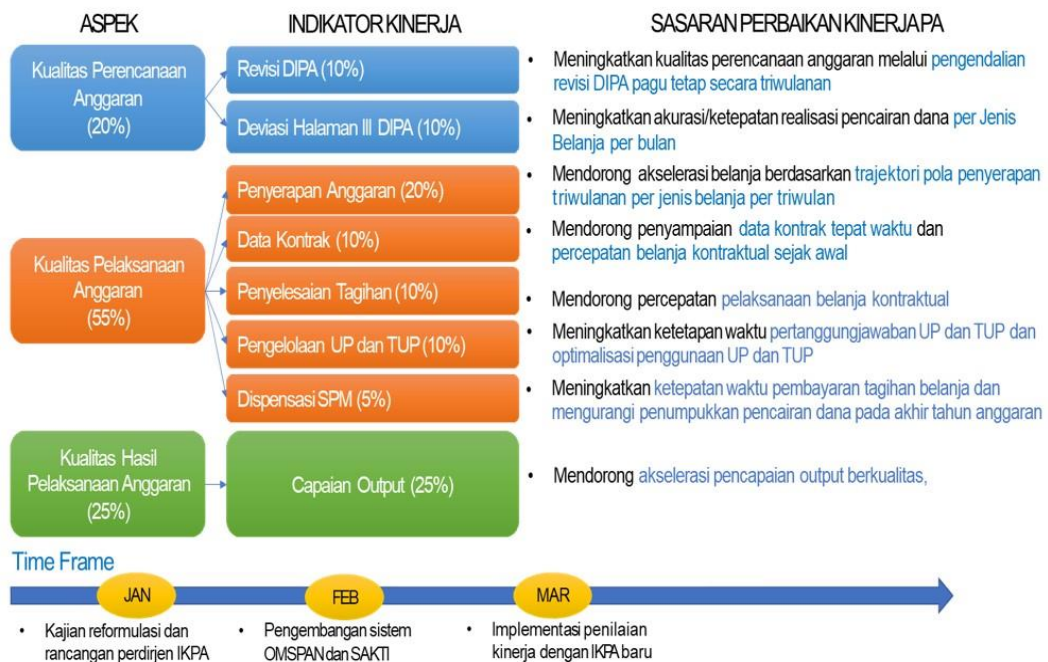 ASPEK
INDIKATOR KINERJA
SASARAN PERBAIKAN KINERJA PA
Kualitas Perencanaan
Anggaran
(20%)
Revisi DIPA (10%)
Deviasi Halaman III DIPA (10%)
• Meningkatkan kualitas perencanaan anggaran melalui pengendalian
revisi DIPA pagu tetap secara triwulanan
• Meningkatkan akurasi/ketepatan realisasi pencairan dana per Jenis
Belanja per bulan
Kualitas Pelaksanaan
Anggaran
(55%)
Penyerapan Anggaran (20%)
Data Kontrak (10%)
Penyelesaian Tagihan (10%)
Pengelolaan UP dan TUP (10%)
Dispensasi SPM (5%)
• Mendorong akselerasi belanja berdasarkan trajektori pola penyerapan
triwulanan per jenis belanja per triwulan
• Mendorong penyampaian data kontrak tepat waktu dan
percepatan belanja kontraktual sejak awal
• Mendorong percepatan pelaksanaan belanja kontraktual
• Meningkatkan ketetapan waktu pertanggungjawaban UP dan TUP dan
optimalisasi penggunaan UP dan TUP
• Meningkatkan ketepatan waktu pembayaran tagihan belanja dan
mengurangi penumpukkan pencairan dana pada akhir tahun anggaran
Kualitas Hasil
Pelaksanaan Anggaran
(25%)
Capaian Output (25%)
• Mendorong akselerasi pencapaian output berkualitas,
Time Frame
JAN
FEB
MAR
• Kajian reformulasi dan
rancangan perdirjen IKPA
• Pengembangan sistem
OMSPAN dan SAKTI
• Implementasi penilaian
kinerja dengan IKPA baru